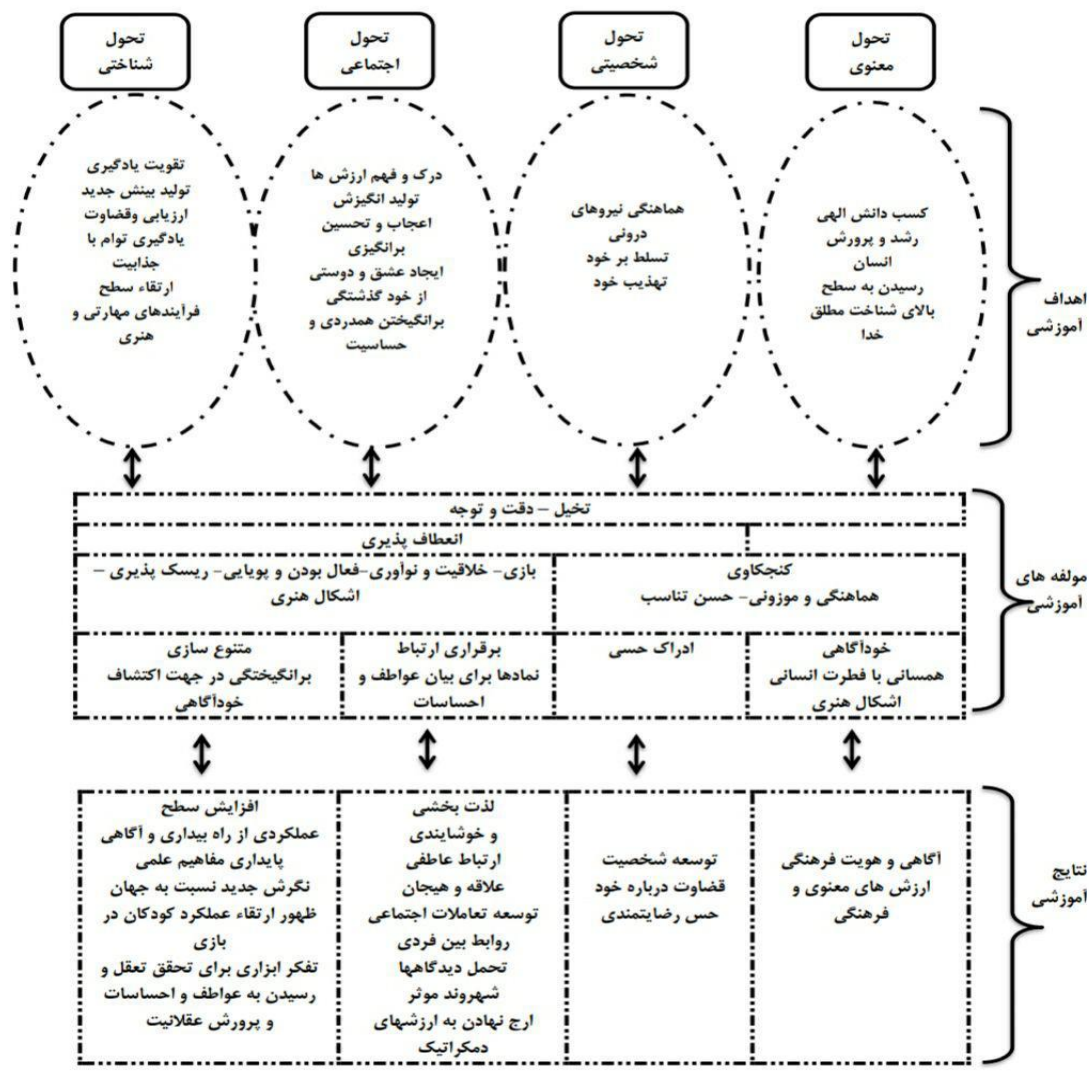 تحول
معنوی
تحول
شخصیتی
تحول
اجتماعی
تحول
شناختی
کسب دانش الهی
رشد و پرورش
انسان
رسیدن به سطح
بالای شناخت مطلق
خدا
هماهنگی نیروهای
درونی
تسلط بر خود
تهذیب خود
درک و فهم ارزش ها
تولید انگیزش
اعجاب و تحسین
برانگیزی
ایجاد عشق و دوستی
از خود گذشتگی
برانگیختن همدردی و
حساسیت
تقویت یادگیری
تولید بینش جدید
ارزیابی وقضاوت
یادگیری توام با
جذابیت
ارتقاء سطح
فرآیندهای مهارتی و
هنری
اهداف
آموزشی
تخیل – دقت و توجه
انعطاف پذیری
کنجکاوی
هماهنگی و موزونی- حسن تناسب
بازی- خلاقیت و نوآوری-فعال بودن و پویایی- ریسک پذیری –
اشکال هنری
خودآگاهی
همسانی با فطرت انسانی
اشکال هنری
ادراک حسی
برقراری ارتباط
نمادها برای بیان عواطف و
احساسات
متنوع سازی
برانگیختگی در جهت اکتشاف
خودآگاهی
مولفه های
آموزشی
آگاهی و هویت فرهنگی
ارزش های معنوی و
فرهنگی
توسعه شخصیت
قضاوت درباره خود
حس رضایتمندی
لذت بخشی
و خوشایندی
ارتباط عاطفی
علاقه و هیجان
توسعه تعاملات اجتماعی
روابط بین فردی
تحمل دیدگاهها
شهروند موثر
ارج نهادن به ارزشهای
دمکراتیک
افزایش سطح
عملکردی از راه بیداری و آگاهی
پایداری مفاهیم علمی
نگرش جدید نسبت به جهان
ظهور ارتقاء عملکرد کودکان در
بازی
تفکر ابزاری برای تحقق تعقل و
رسیدن به عواطف و احساسات
و پرورش عقلانیت
نتایج
آموزشی